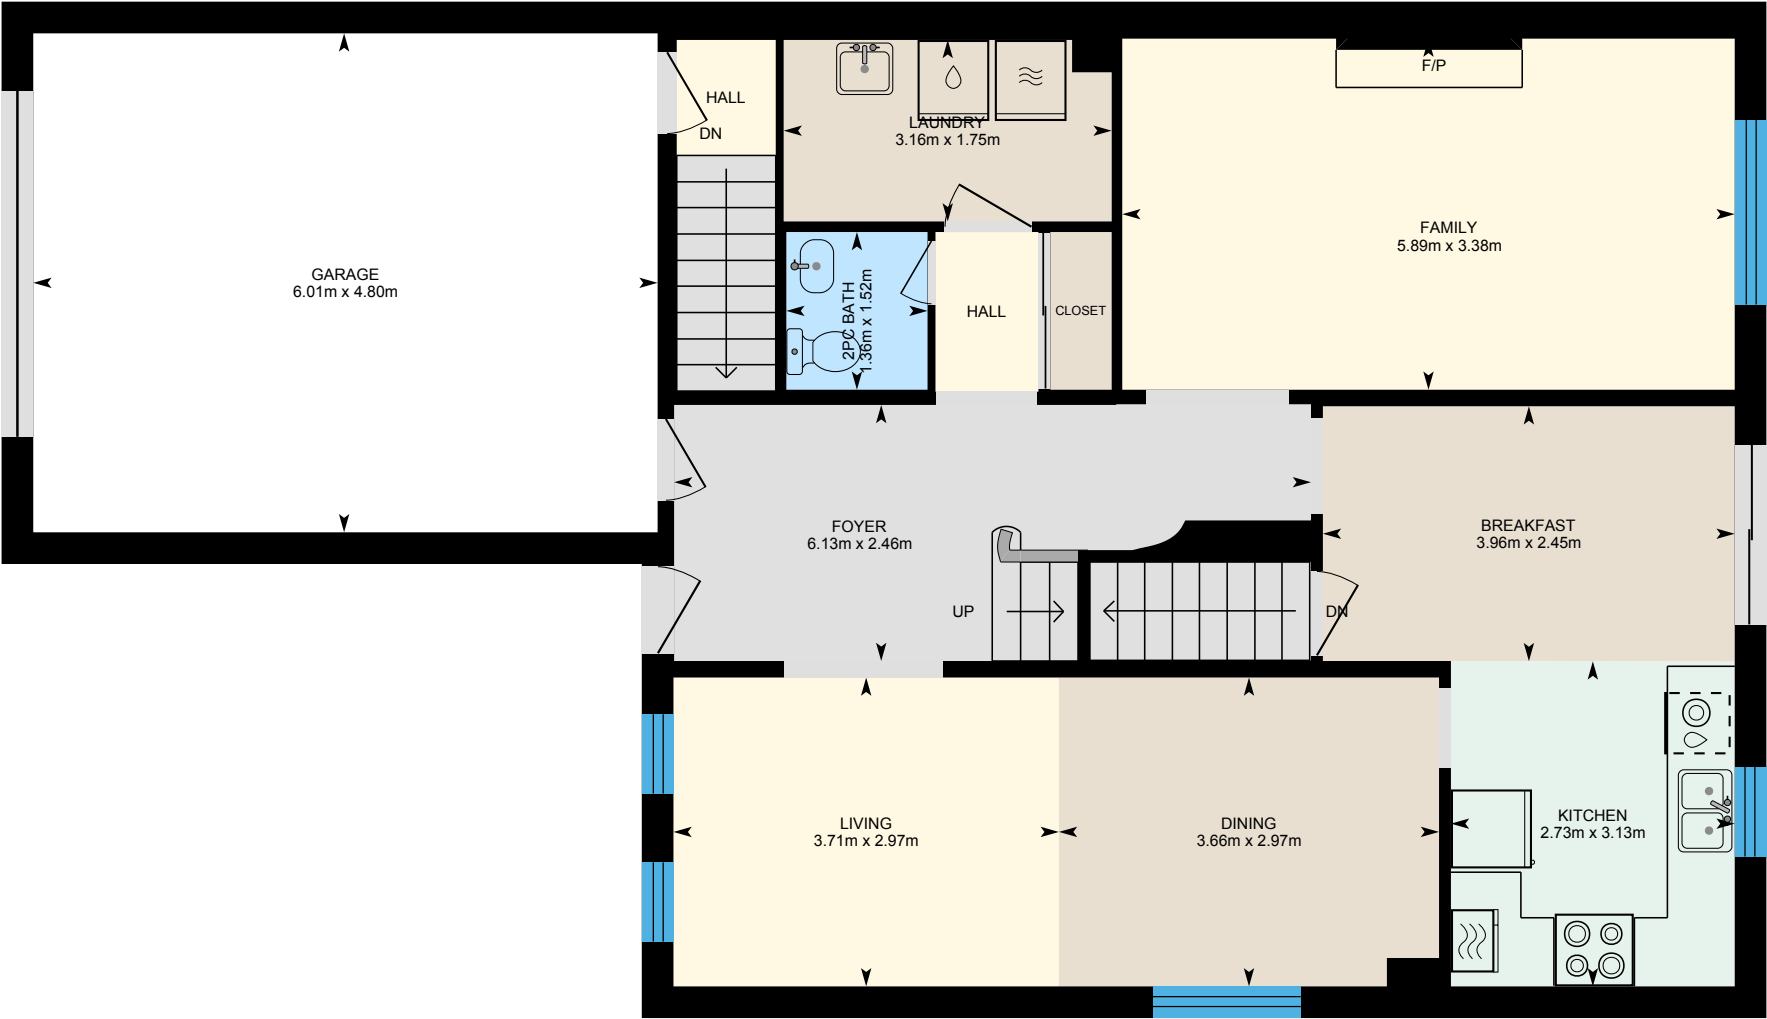 HALL
DN
LAUNDRY
3.16m x 1.75m
F/P
FAMILY
5.89m x 3.38m
GARAGE
6.01m x 4.80m
2PC BATH
1.36m x 1.52m
HALL
CLOSET
FOYER
6.13m x 2.46m
BREAKFAST
3.96m x 2.45m
UP
DN
LIVING
3.71m x 2.97m
DINING
3.66m x 2.97m
KITCHEN
2.73m x 3.13m